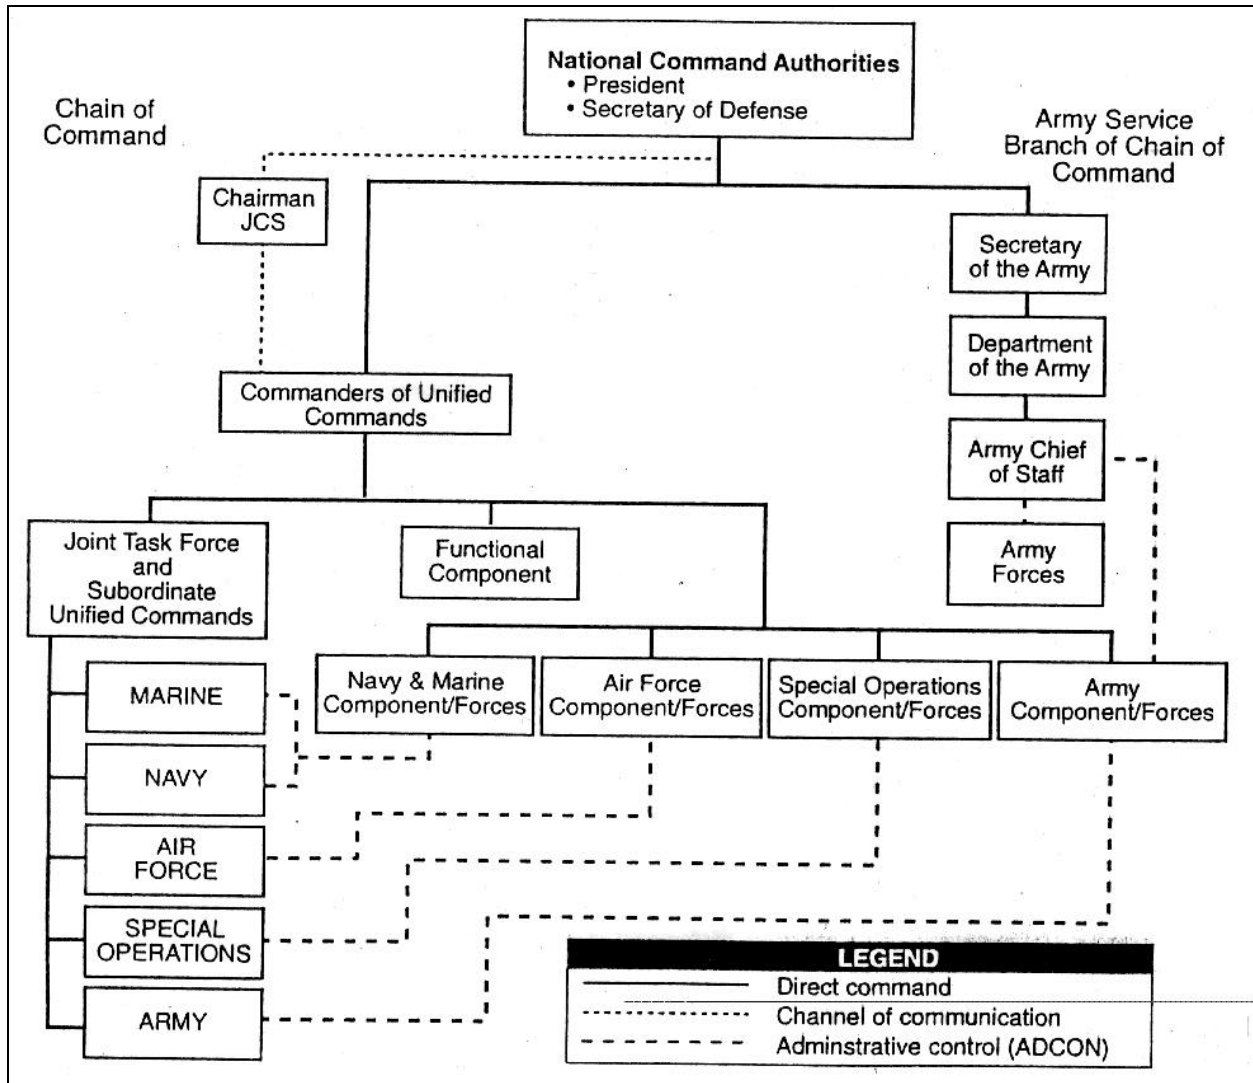 National Command Authorities
• President
• Secretary of Defense
Chain of
Command
Army Service
Branch of Chain of
Command
Chairman
JCS
Secretary
of the Army
Department
of the Army
Commanders of Unified
Commands
Army Chief
of Staff
Joint Task Force
and
Subordinate
Unified Commands
Functional
Component
Army
Forces
Navy & Marine
Component/Forces
Air Force
Component/Forces
Special Operations
Component/Forces
Army
Component/Forces
MARINE
NAVY
AIR
FORCE
SPECIAL
OPERATIONS
ARMY
LEGEND
Direct command
Channel of communication
Adminstrative control (ADCON)